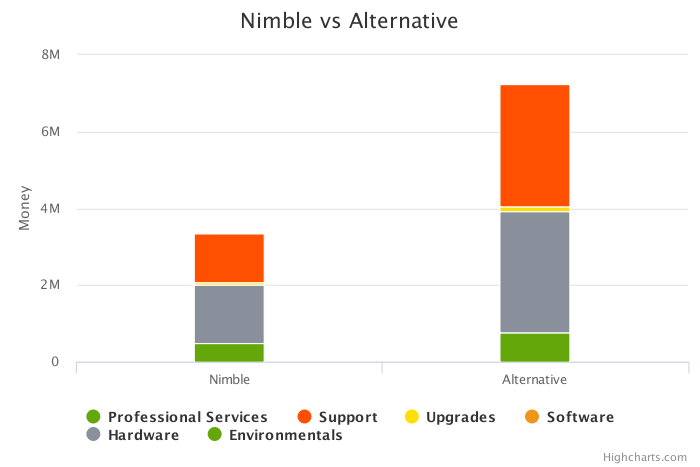 Nimble vs Alternative
8M
6M
4M
2M
0
Money
Nimble
Alternative
Professional Services
Support
Upgrades
Software
Hardware
Environmentals
Highcharts.com